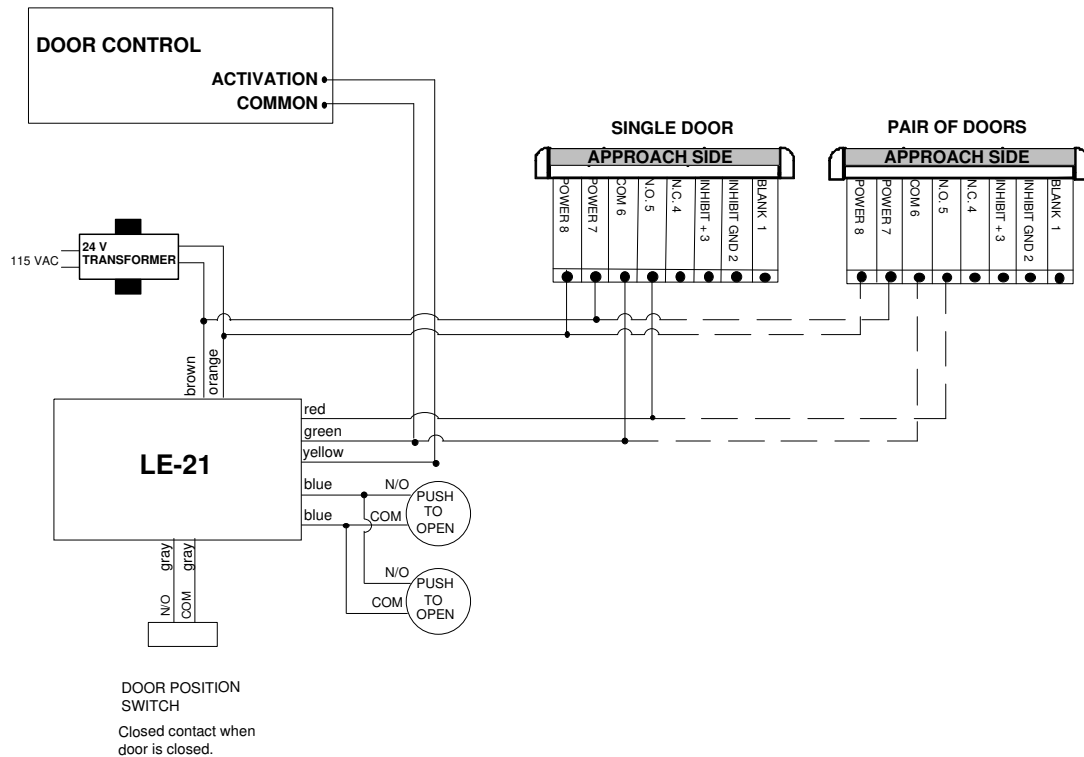 DOOR CONTROL
ACTIVATION
COMMON
SINGLE DOOR
APPROACH SIDE
POWER 8
POWER 7
COM 6
N.O. 5
N.C. 4
INHIBIT + 3
INHIBIT GND 2
BLANK 1
PAIR OF DOORS
APPROACH SIDE
POWER 8
POWER 7
COM 6
N.O. 5
N.C. 4
INHIBIT + 3
INHIBIT GND 2
BLANK 1
115 VAC
24 V
TRANSFORMER
brown
orange
LE-21
red
green
yellow
blue
blue
N/O
COM
PUSH
TO
OPEN
N/O
COM
PUSH
TO
OPEN
gray
gray
N/O
COM
DOOR POSITION
SWITCH
Closed contact when
door is closed.